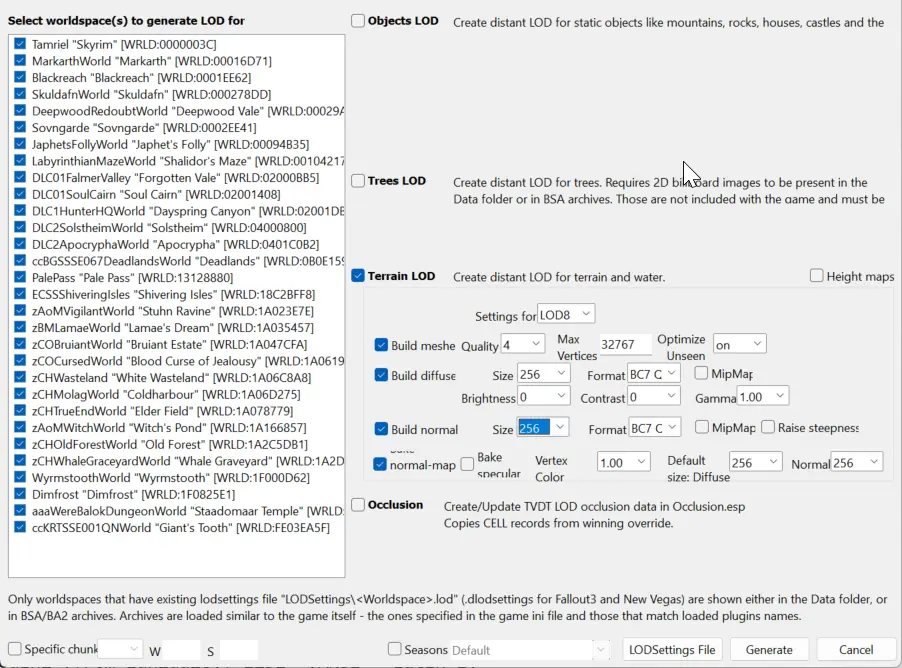 Select worldspace(s) to generate LOD for
Tamriel "Skyrim" [WRLD:0000003C]
MarkarthWorld "Markarth" [WRLD:00016D71]
Blackreach "Blackreach" [WRLD:0001EE62]
SkuldafnWorld "Skuldafn" [WRLD:000278DD]
DeepwoodRedoubtWorld "Deepwood Vale" [WRLD:00029A
Sovngarde "Sovngarde" [WRLD:0002EE41]
JaphetsFollyWorld "Japhet's Folly" [WRLD:00094B35]
LabyrinthianMazeWorld "Shalidor's Maze" [WRLD:00104217
DLC01FalmerValley "Forgotten Vale" [WRLD:02000BB5]
DLC01SoulCairn "Soul Cairn" [WRLD:02001408]
DLC1HunterHQWorld "Dayspring Canyon" [WRLD:02001DE
DLC2SolstheimWorld "Solstheim" [WRLD:04000800]
DLC2ApocryphaWorld "Apocrypha" [WRLD:0401C0B2]
ccBGSSSE067DeadlandsWorld "Deadlands" [WRLD:0B0E159
PalePass "Pale Pass" [WRLD:13128880]
ECSSShiveringIsles "Shivering Isles" [WRLD:18C2BFF8]
zAoMVigilantWorld "Stuhn Ravine" [WRLD:1A023E7E]
zBMLamaeWorld "Lamae's Dream" [WRLD:1A035457]
zCOBruiantWorld "Bruiant Estate" [WRLD:1A047CFA]
zCOCursedWorld "Blood Curse of Jealousy" [WRLD:1A0619
zCHWasteland "White Wasteland" [WRLD:1A06C8A8]
zCHMolagWorld "Coldharbour" [WRLD:1A06D275]
zCHTrueEndWorld "Elder Field" [WRLD:1A078779]
zAoMWitchWorld "Witch's Pond" [WRLD:1A166857]
zCHOldForestWorld "Old Forest" [WRLD:1A2C5DB1]
zCHWhaleGraceyardWorld "Whale Graveyard" [WRLD:1A2D
WyrmstoothWorld "Wyrmstooth" [WRLD:1F000D62]
Dimfrost "Dimfrost" [WRLD:1F0825E1]
aaaWereBalokDungeonWorld "Staadomaar Temple" [WRLD:
ccKRTSSE001QNWorld "Giant's Tooth" [WRLD:FE03EA5F]
Objects LOD Create distant LOD for static objects like mountains, rocks, houses, castles and the
Trees LOD Create distant LOD for trees. Requires 2D billboard images to be present in the
Data folder or in BSA archives. Those are not included with the game and must be
Terrain LOD Create distant LOD for terrain and water. Height maps
Settings for LOD8
Build meshe Quality 4 Max Vertices 32767 Optimize Unseen on
Build diffuse Size 256 Format BC7 MipMap
Brightness 0 Contrast 0 Gamma 1.00
Build normal Size 256 Format BC7 MipMap Raise steepness
Bake normal-map Bake specular Vertex Color 1.00 Default size: Diffuse 256 Normal 256
Occlusion Create/Update TVDT LOD occlusion data in Occlusion.esp
Copies CELL records from winning override.
Only worldspaces that have existing lodsettings file "LODSettings\<Worldspace>.lod" (.dlodsettings for Fallout3 and New Vegas) are shown either in the Data folder, or
in BSA/BA2 archives. Archives are loaded similar to the game itself - the ones specified in the game ini file and those that match loaded plugins names.
Specific chunk W S Seasons Default LODSettings File Generate Cancel